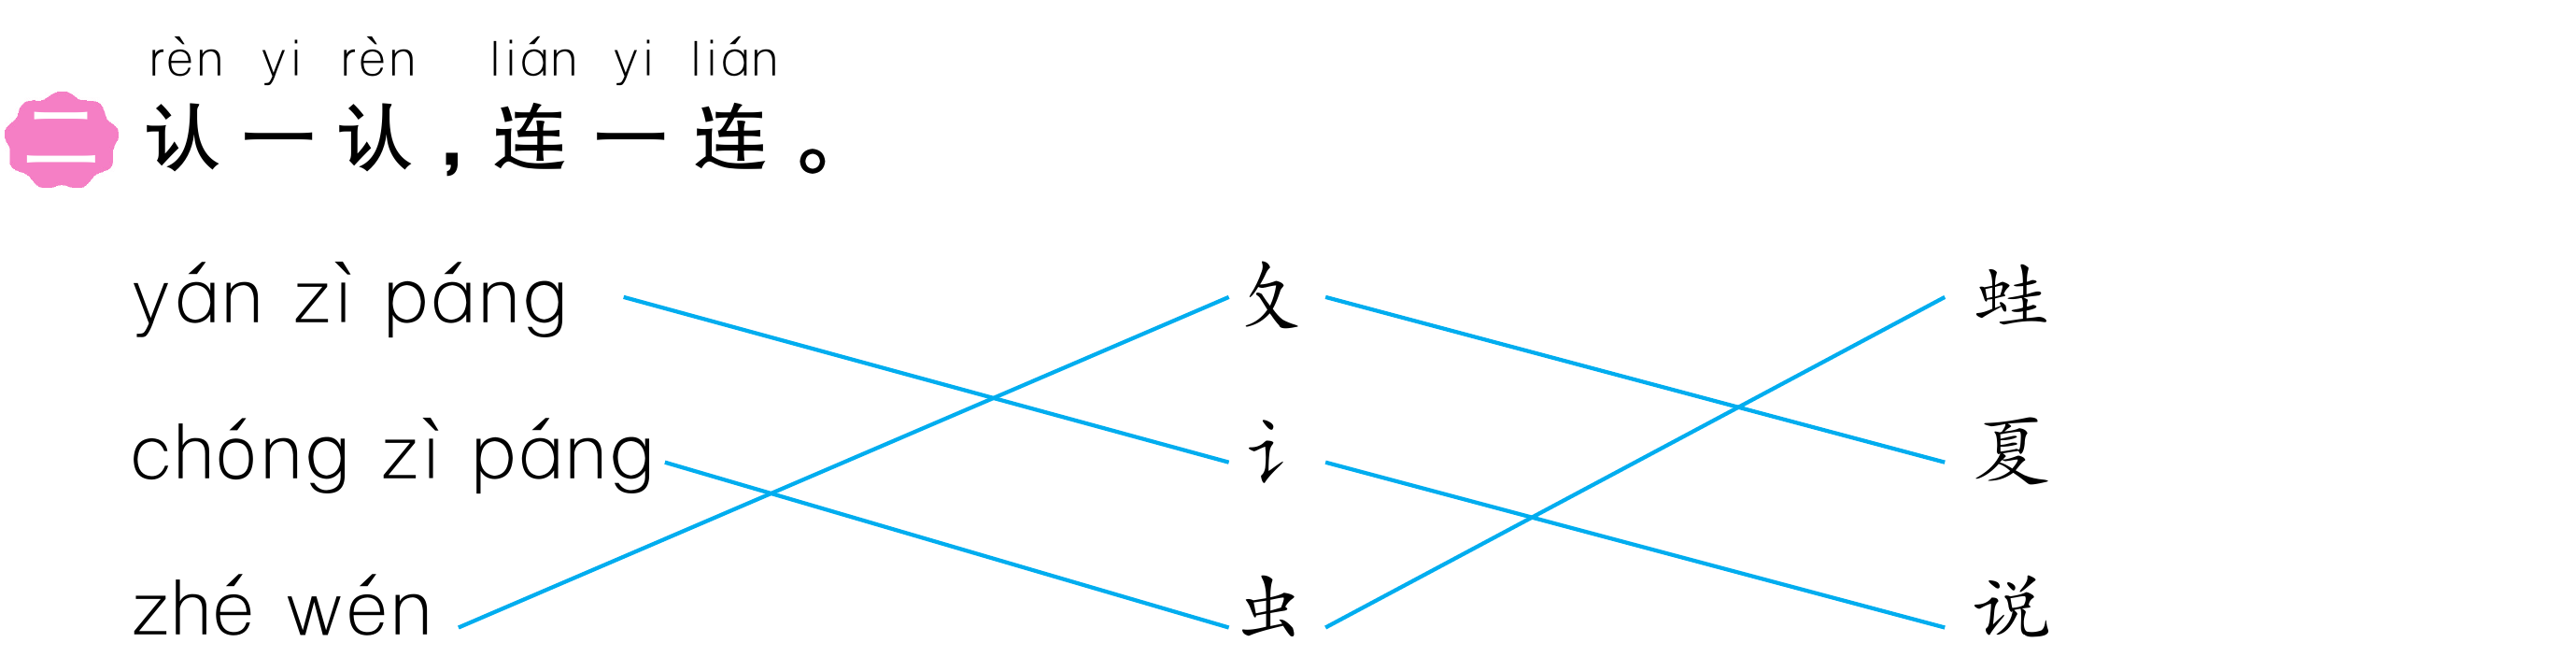 rèn yi rèn lián yi lián
二 认一认,连一连。
yán zì páng 夂 蛙
chóng zì páng 讠 夏
zhé wén 虫 说